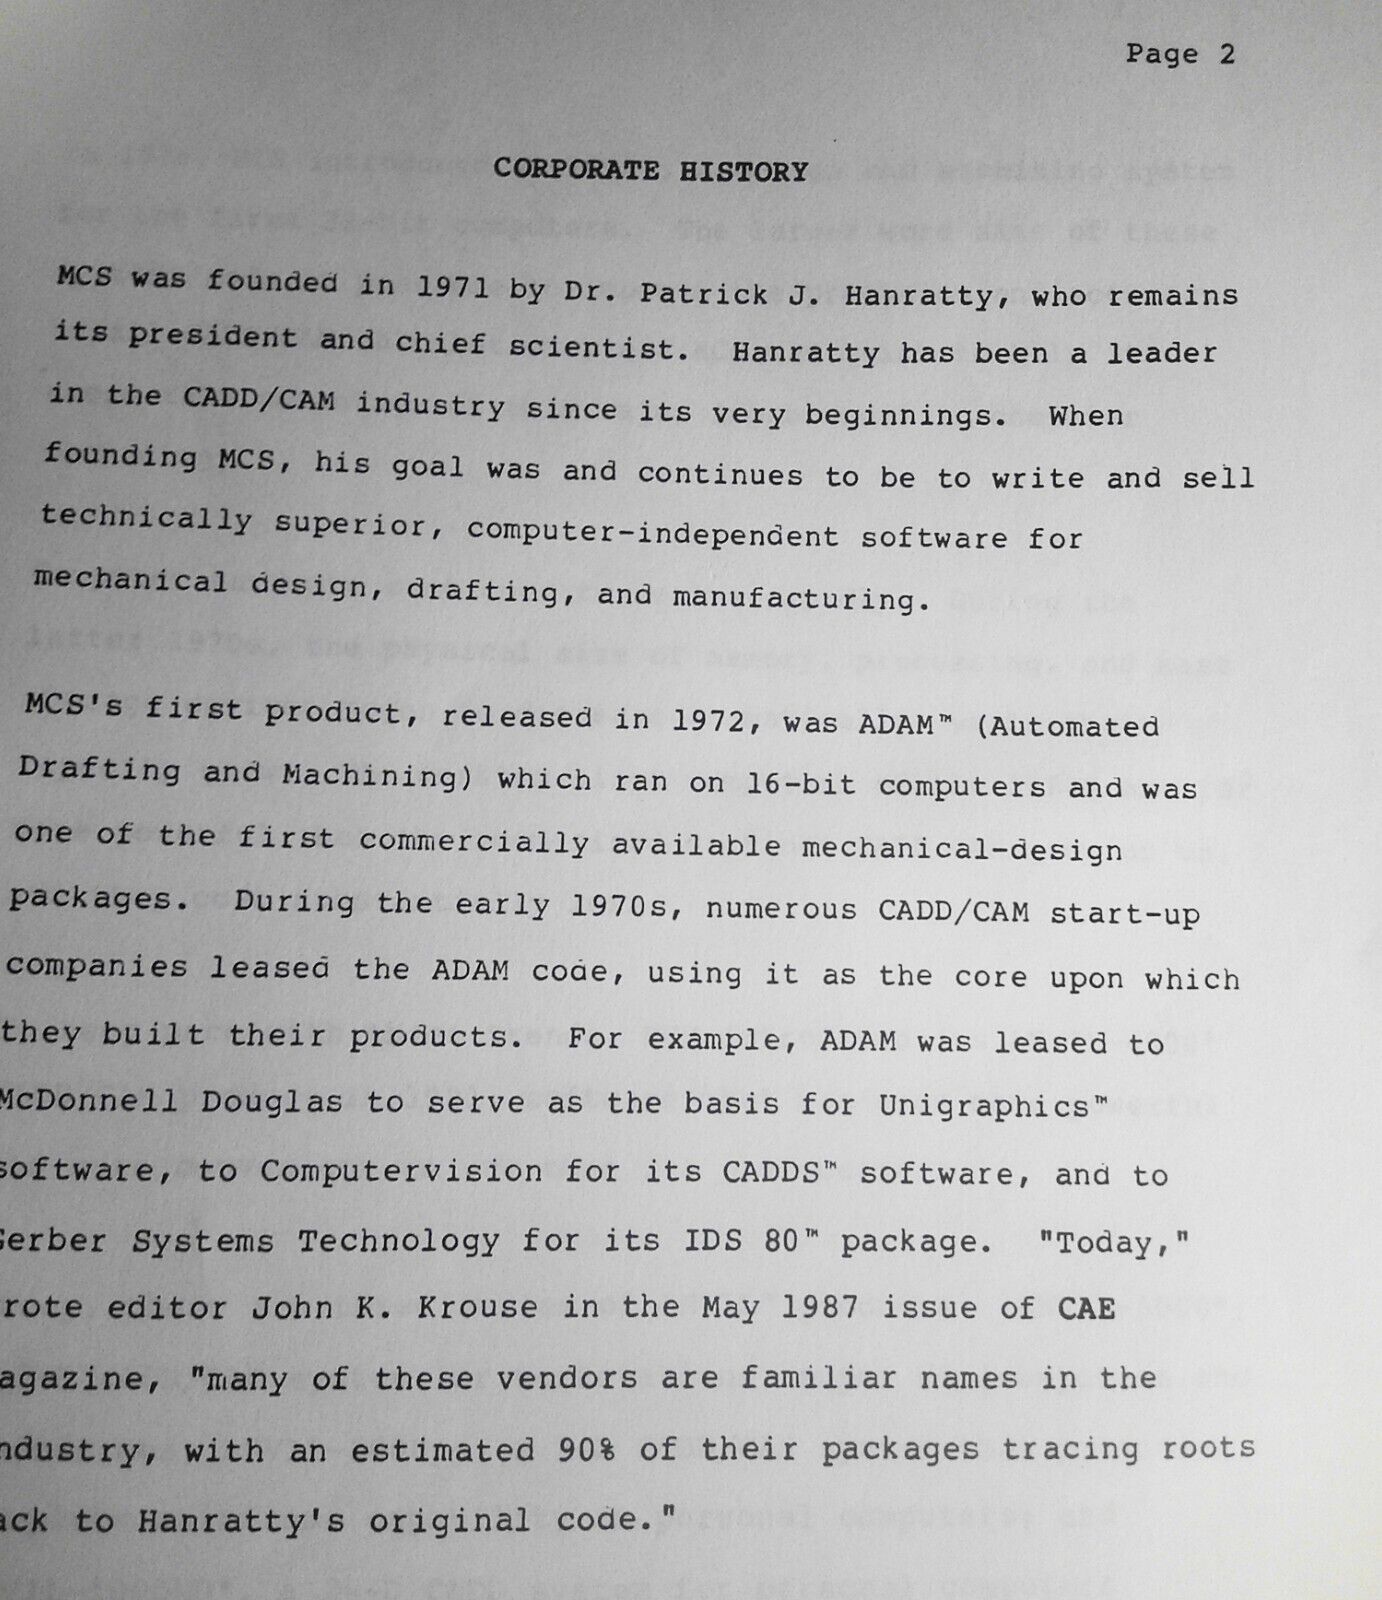 Page 2
CORPORATE HISTORY
MCS was founded in 1971 by Dr. Patrick J. Hanratty, who remains
its president and chief scientist. Hanratty has been a leader
in the CADD/CAM industry since its very beginnings. When
founding MCS, his goal was and continues to be to write and sell
technically superior, computer-independent software for
mechanical design, drafting, and manufacturing.
MCS's first product, released in 1972, was ADAM™ (Automated
Drafting and Machining) which ran on 16-bit computers and was
one of the first commercially available mechanical-design
packages. During the early 1970s, numerous CADD/CAM start-up
companies leased the ADAM code, using it as the core upon which
they built their products. For example, ADAM was leased to
McDonnell Douglas to serve as the basis for Unigraphics™
software, to Computervision for its CADDS™ software, and to
Gerber Systems Technology for its IDS 80™ package. "Today,"
rote editor John K. Krouse in the May 1987 issue of CAE
agazine, "many of these vendors are familiar names in the
ndustry, with an estimated 90% of their packages tracing roots
ack to Hanratty's original code."